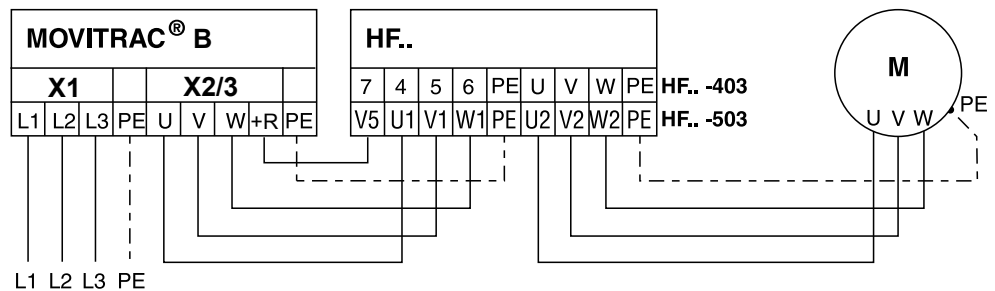 MOVITRAC® B HF.. M
X1 X2/3 7 4 5 6 PE U V W PE HF.. -403
L1 L2 L3 PE U V W +R PE V5 U1 V1 W1 PE U2 V2 W2 PE HF.. -503 U V W PE
L1 L2 L3 PE